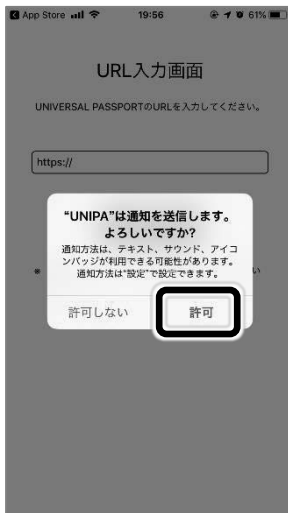 App Store 19:56 61%
URL入力画面
UNIVERSAL PASSPORTのURLを入力してください。
https://
"UNIPA"は通知を送信します。
よろしいですか?
通知方法は、テキスト、サウンド、アイコ
ンバッジが利用できる可能性があります。
通知方法は"設定"で設定できます。
※ い
許可しない 許可